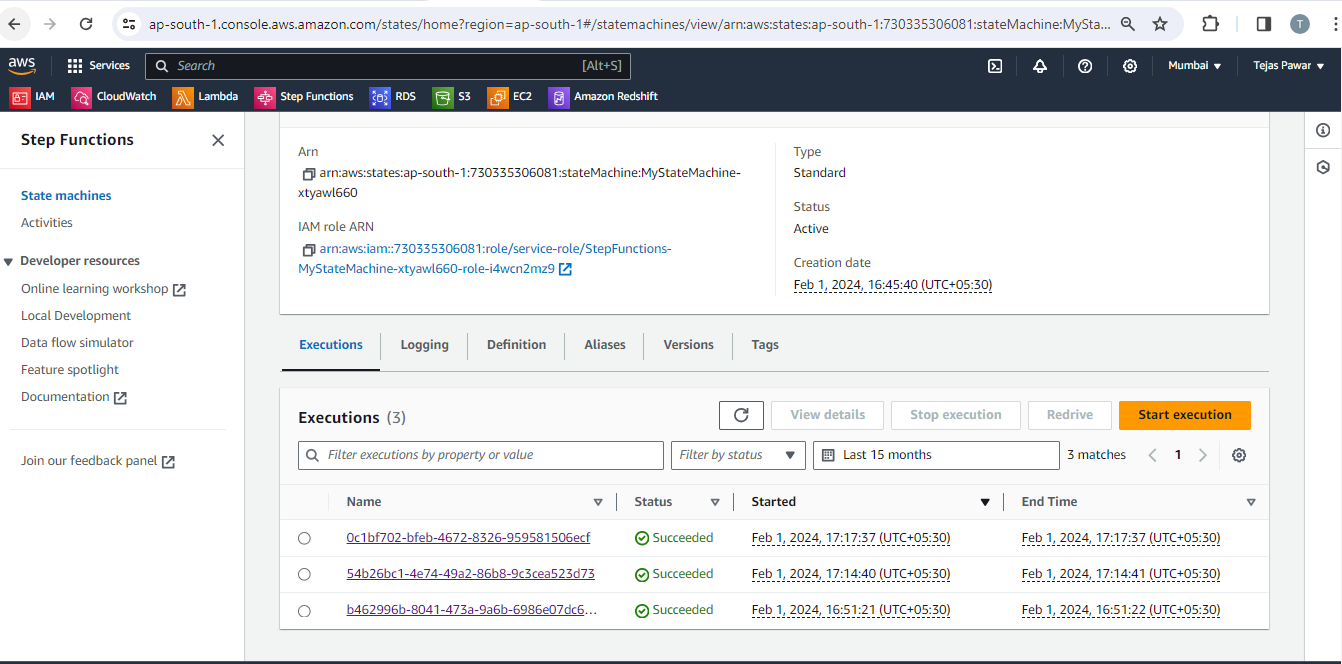 ap-south-1.console.aws.amazon.com/states/home?region=ap-south-1#/statemachines/view/arn:aws:states:ap-south-1:730335306081:stateMachine:MySta...
T
aws
Services
Search
[Alt+S]
Mumbai
Tejas Pawar
IAM
CloudWatch
Lambda
Step Functions
RDS
S3
EC2
Amazon Redshift
Step Functions
State machines
Activities
Developer resources
Online learning workshop
Local Development
Data flow simulator
Feature spotlight
Documentation
Join our feedback panel
Arn
arn:aws:states:ap-south-1:730335306081:stateMachine:MyStateMachine-
xtyawl660
IAM role ARN
arn:aws:iam::730335306081:role/service-role/StepFunctions-
MyStateMachine-xtyawl660-role-i4wcn2mz9
Type
Standard
Status
Active
Creation date
Feb 1, 2024, 16:45:40 (UTC+05:30)
Executions
Logging
Definition
Aliases
Versions
Tags
Executions (3)
View details
Stop execution
Redrive
Start execution
Filter executions by property or value
Filter by status
Last 15 months
3 matches
1
Name
Status
Started
End Time
0c1bf702-bfeb-4672-8326-959581506ecf
Succeeded
Feb 1, 2024, 17:17:37 (UTC+05:30)
Feb 1, 2024, 17:17:37 (UTC+05:30)
54b26bc1-4e74-49a2-86b8-9c3cea523d73
Succeeded
Feb 1, 2024, 17:14:40 (UTC+05:30)
Feb 1, 2024, 17:14:41 (UTC+05:30)
b462996b-8041-473a-9a6b-6986e07dc6...
Succeeded
Feb 1, 2024, 16:51:21 (UTC+05:30)
Feb 1, 2024, 16:51:22 (UTC+05:30)